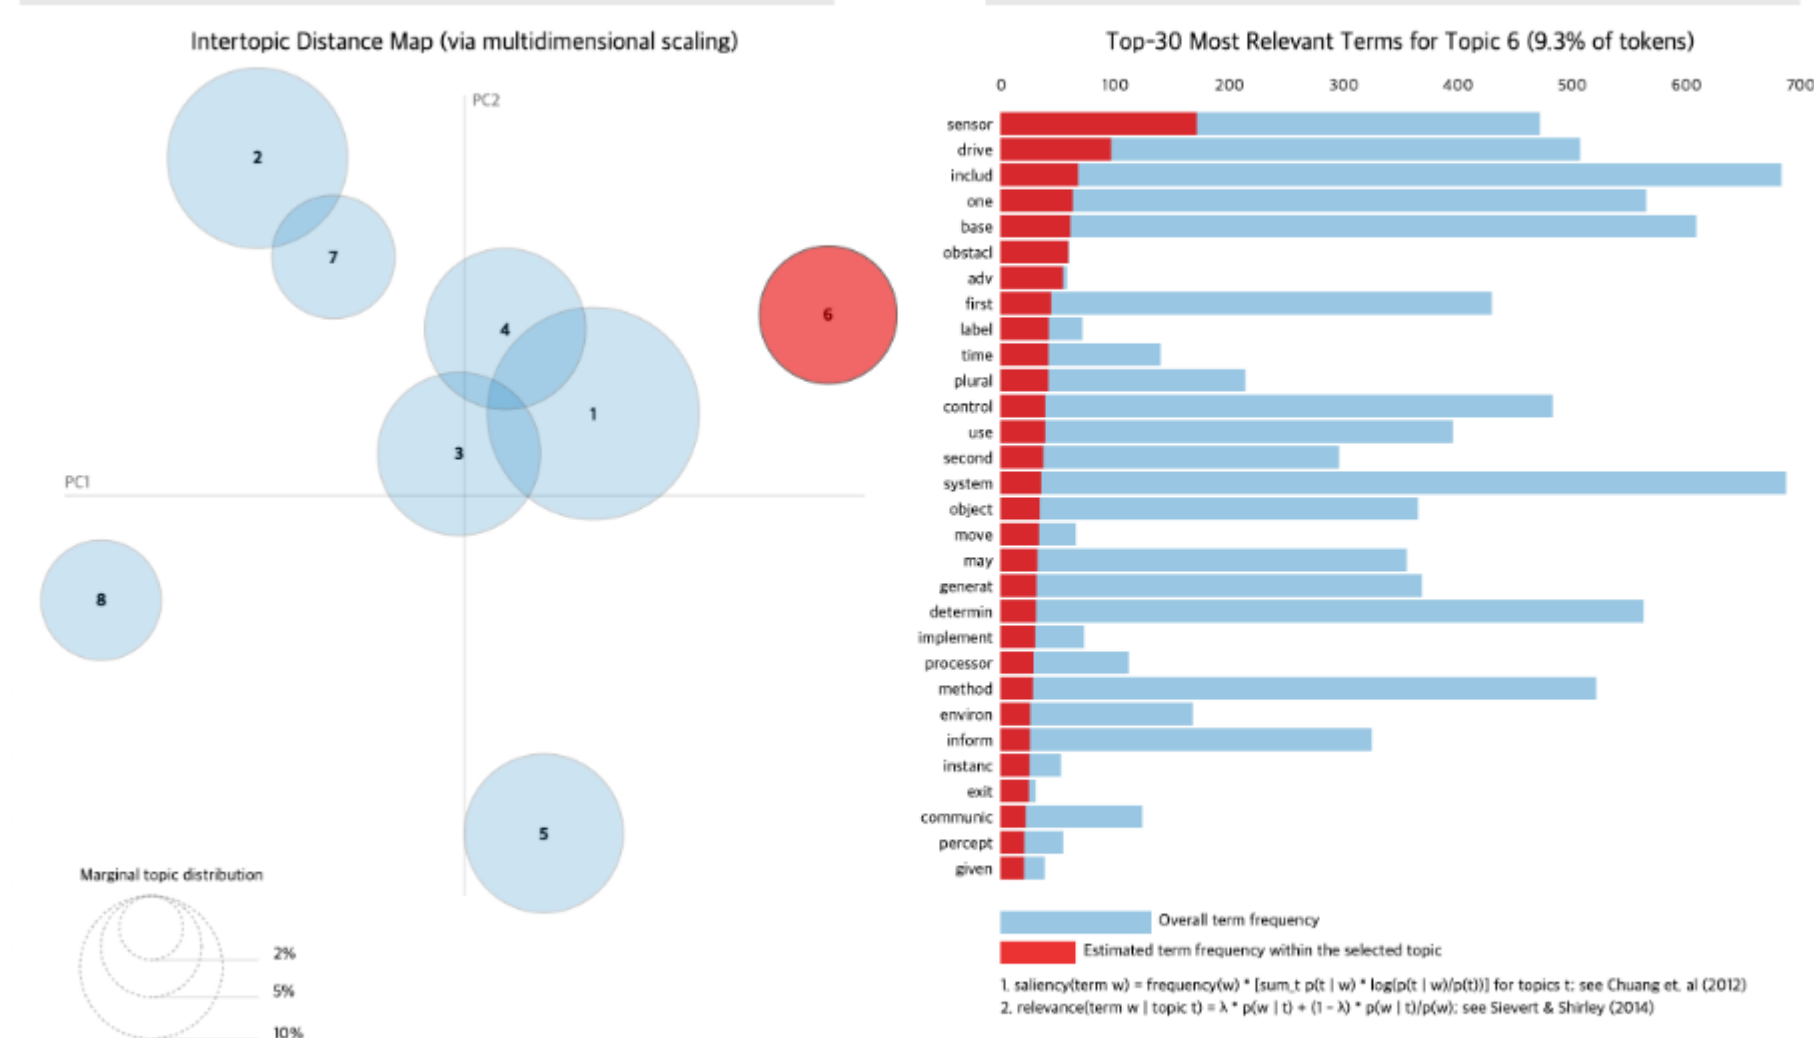 Intertopic Distance Map (via multidimensional scaling)
PC2
2
7
4
6
1
3
PC1
8
5
Marginal topic distribution
2%
5%
10%
Top-30 Most Relevant Terms for Topic 6 (9.3% of tokens)
0 100 200 300 400 500 600 700
sensor
drive
includ
one
base
obstacl
adv
first
label
time
plural
control
use
second
system
object
move
may
generat
determin
implement
processor
method
environ
inform
instanc
exit
communic
percept
given
Overall term frequency
Estimated term frequency within the selected topic
1. saliency(term w) = frequency(w) * [sum_t p(t | w) * log(p(t | w)/p(t))] for topics t; see Chuang et. al (2012)
2. relevance(term w | topic t) = λ * p(w | t) + (1 - λ) * p(w | t)/p(w); see Sievert & Shirley (2014)